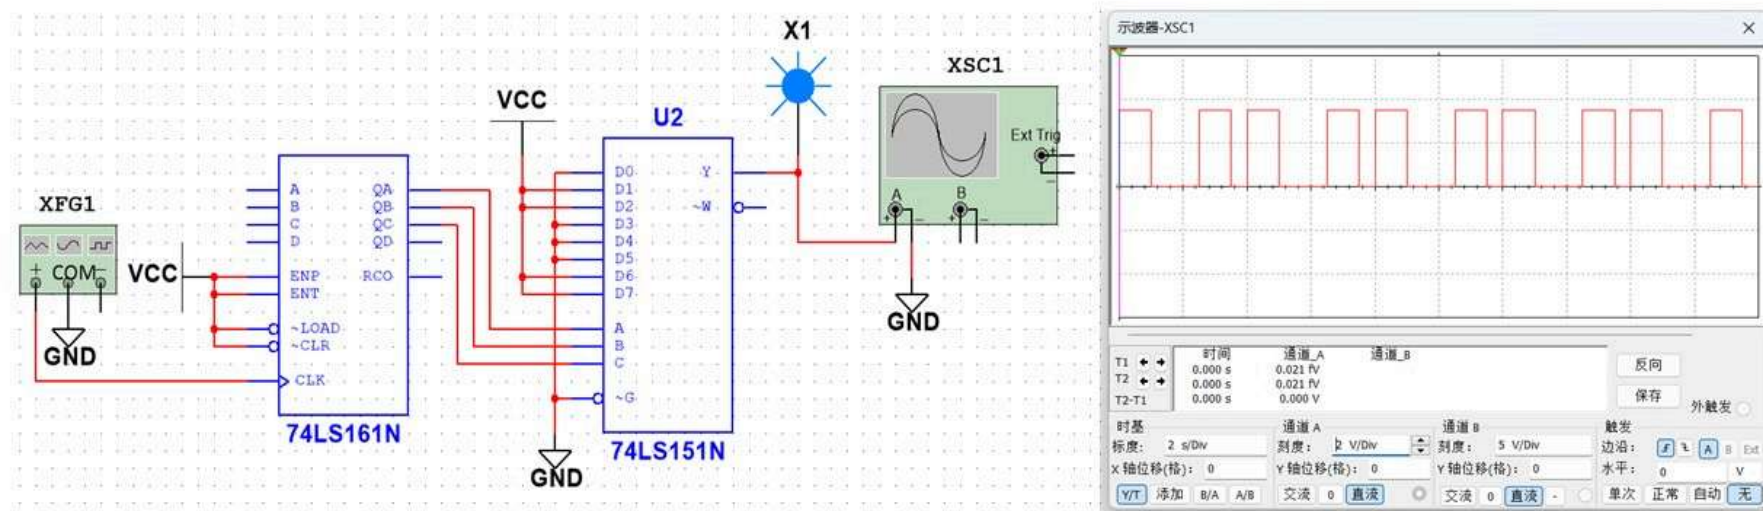 XFG1
COM
+
GND
VCC
A
B
C
D
ENP
ENT
~LOAD
~CLR
CLK
QA
QB
QC
QD
RCO
74LS161N
VCC
GND
U2
D0
D1
D2
D3
D4
D5
D6
D7
A
B
C
~G
Y
~W
74LS151N
X1
XSC1
Ext Trig
A
B
GND
示波器-XSC1
时间 通道_A 通道_B
T1 0.000 s 0.021 fV
T2 0.000 s 0.021 fV
T2-T1 0.000 s 0.000 V
反向
保存
外触发
时基
标度: 2 s/Div
X 轴位移(格): 0
Y/T 添加 B/A A/B
通道 A
刻度: 2 V/Div
Y 轴位移(格): 0
交流 0 直流
通道 B
刻度: 5 V/Div
Y 轴位移(格): 0
交流 0 直流 -
触发
边沿: A B Ext
水平: 0 V
单次 正常 自动 无